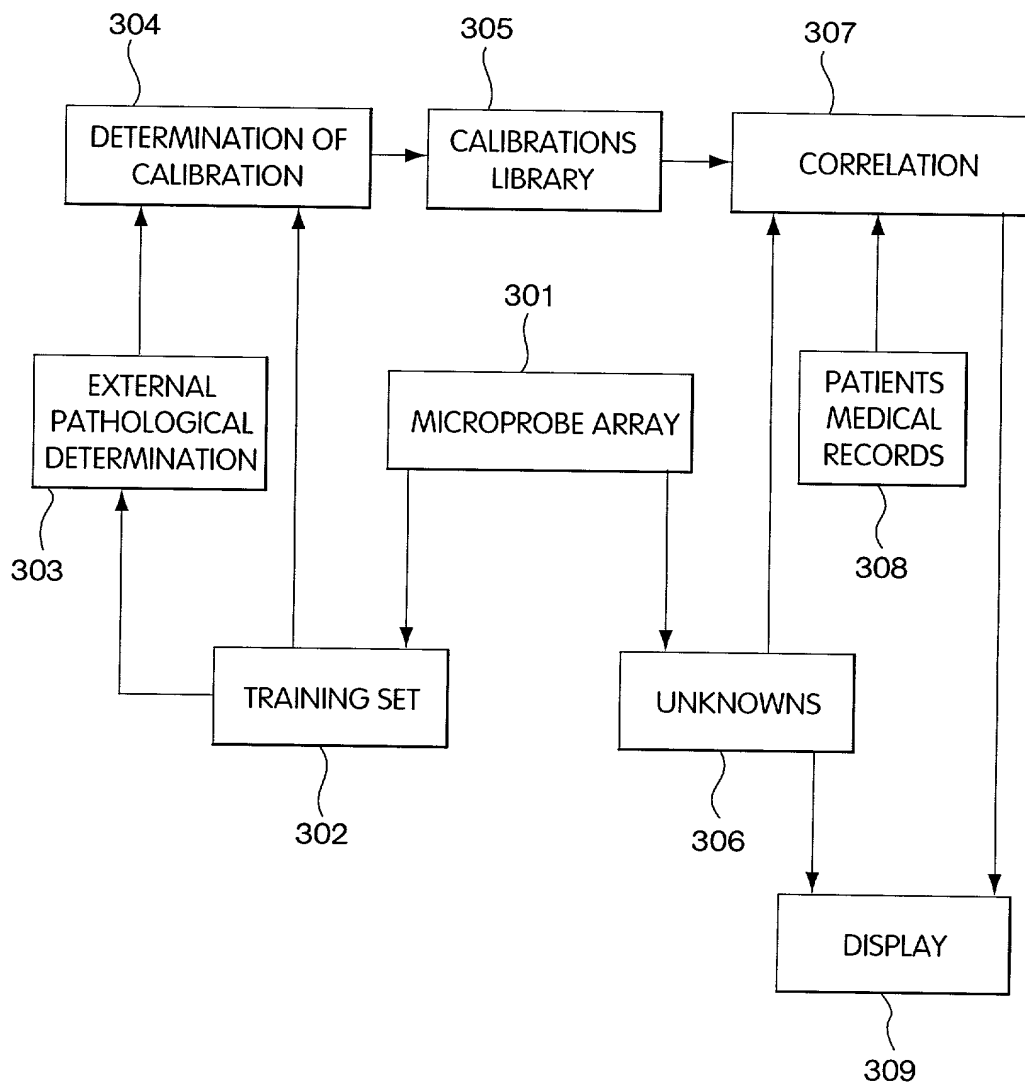 304
305
307
DETERMINATION OF
CALIBRATION
CALIBRATIONS
LIBRARY
CORRELATION
301
EXTERNAL
PATHOLOGICAL
DETERMINATION
MICROPROBE ARRAY
PATIENTS
MEDICAL
RECORDS
303
308
TRAINING SET
UNKNOWNS
302
306
DISPLAY
309